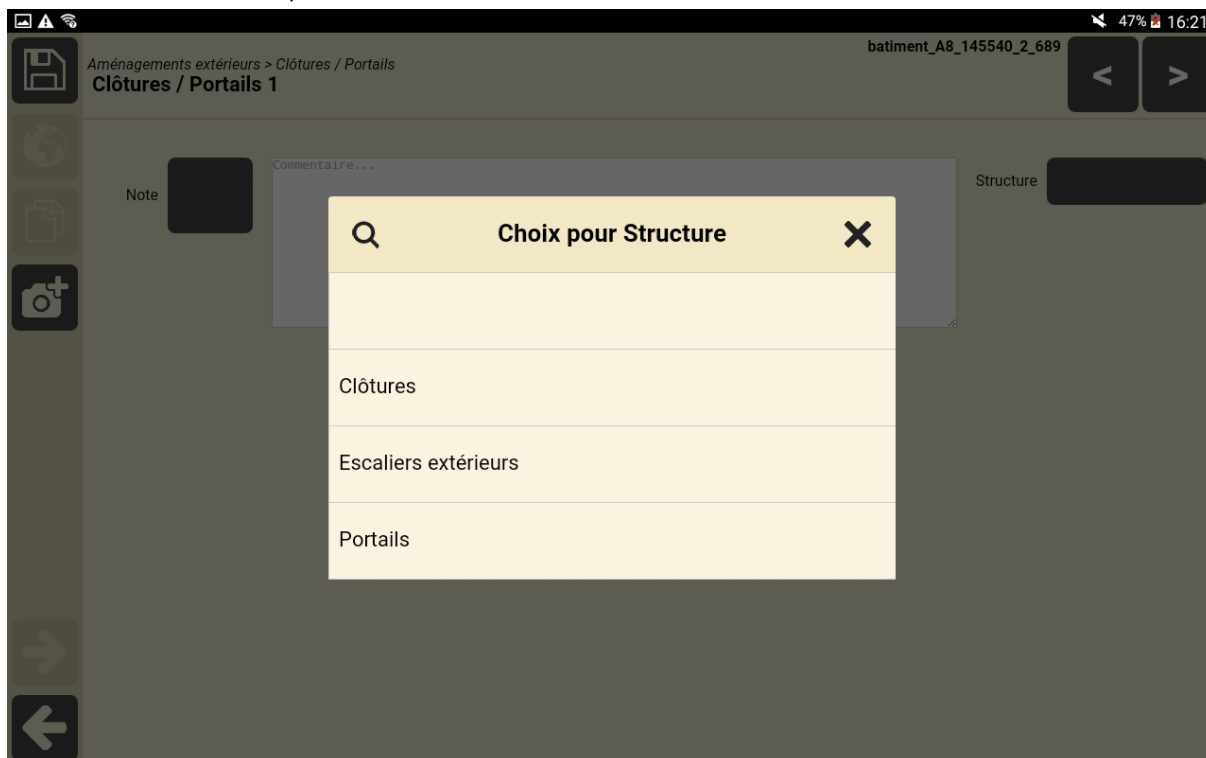 47% 16:21
Aménagements extérieurs > Clôtures / Portails
batiment_A8_145540_2_689
Clôtures / Portails 1
< >
Note
Commentaire...
Structure
Choix pour Structure
Clôtures
Escaliers extérieurs
Portails